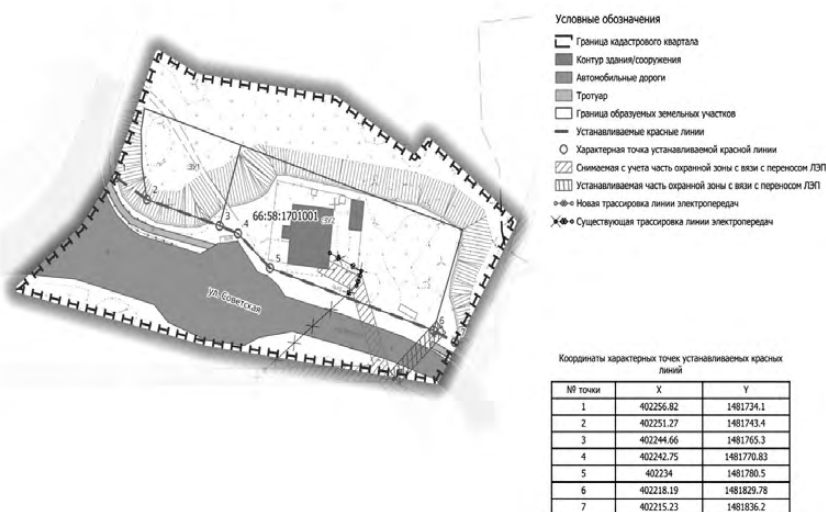 Условные обозначения
Граница кадастрового квартала
Контур здания/сооружения
Автомобильные дороги
Тротуар
Граница образуемых земельных участков
Устанавливаемые красные линии
Характерная точка устанавливаемой красной линии
Снимаемая с учета часть охранной зоны с вязи с переносом ЛЭП
Устанавливаемая часть охранной зоны с вязи с переносом ЛЭП
Новая трассировка линии электропередач
Существующая трассировка линии электропередач
:ЗУ1
2
3
4
66:58:1701001
:ЗУ2
5
ул. Советская
6
Координаты характерных точек устанавливаемых красных
линий
№ точки X Y
1 402256.82 1481734.1
2 402251.27 1481743.4
3 402244.66 1481765.3
4 402242.75 1481770.83
5 402234 1481780.5
6 402218.19 1481829.78
7 402215.23 1481836.2